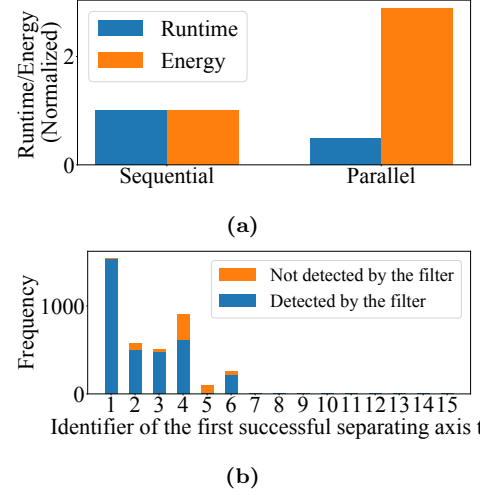 Runtime/Energy
(Normalized)
2
0
Runtime
Energy
Sequential
Parallel
(a)
Frequency
1000
0
Not detected by the filter
Detected by the filter
1 2 3 4 5 6 7 8 9 10 11 12 13 14 15
Identifier of the first successful separating axis t
(b)